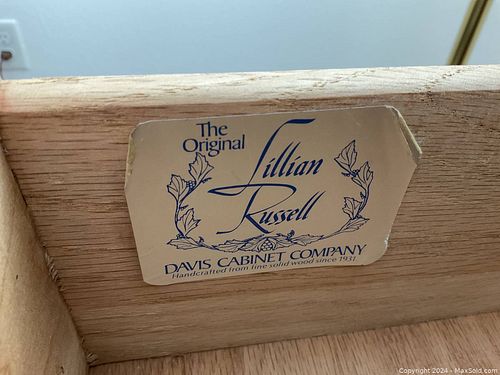 The
Original
Lillian
Russell
DAVIS CABINET COMPANY
Handcrafted from fine solid wood since 1931
Copyright 2024 - MaxSold.com